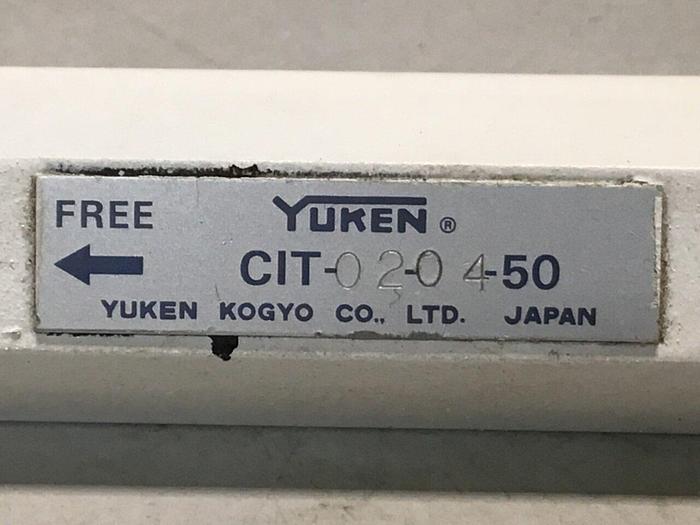 FREE
YUKEN ®
CIT-02-04-50
YUKEN KOGYO CO., LTD. JAPAN